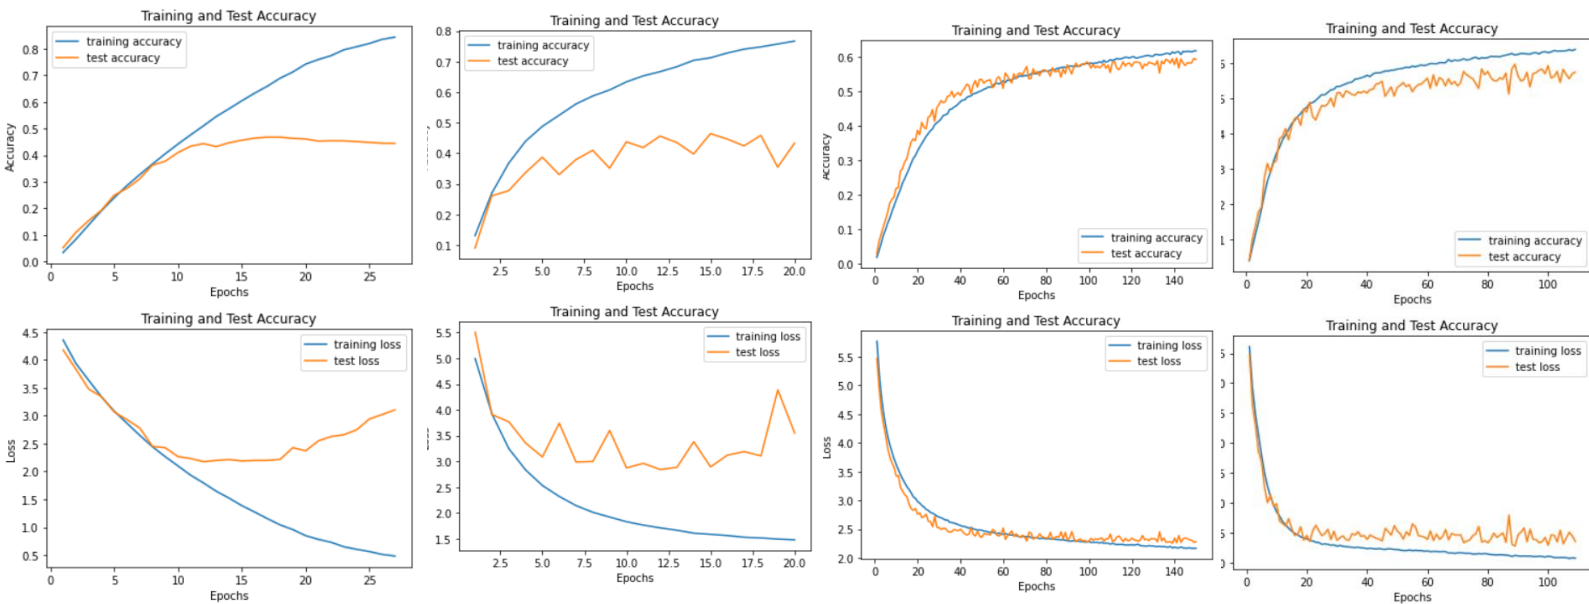 Training and Test Accuracy
training accuracy
test accuracy
0.8
0.7
0.6
0.5
0.4
0.3
0.2
0.1
0.0
Accuracy
0 5 10 15 20 25
Epochs
Training and Test Accuracy
training accuracy
test accuracy
0.8
0.7
0.6
0.5
0.4
0.3
0.2
0.1
2.5 5.0 7.5 10.0 12.5 15.0 17.5 20.0
Epochs
Training and Test Accuracy
0.6
0.5
0.4
0.3
0.2
0.1
0.0
Accuracy
training accuracy
test accuracy
0 20 40 60 80 100 120 140
Epochs
Training and Test Accuracy
training accuracy
test accuracy
0 20 40 60 80 100
Epochs
Training and Test Accuracy
training loss
test loss
4.5
4.0
3.5
3.0
2.5
2.0
1.5
1.0
0.5
Loss
0 5 10 15 20 25
Epochs
Training and Test Accuracy
training loss
test loss
5.5
5.0
4.5
4.0
3.5
3.0
2.5
2.0
1.5
2.5 5.0 7.5 10.0 12.5 15.0 17.5 20.0
Epochs
Training and Test Accuracy
training loss
test loss
5.5
5.0
4.5
4.0
3.5
3.0
2.5
2.0
Loss
0 20 40 60 80 100 120 140
Epochs
Training and Test Accuracy
training loss
test loss
0 20 40 60 80 100
Epochs